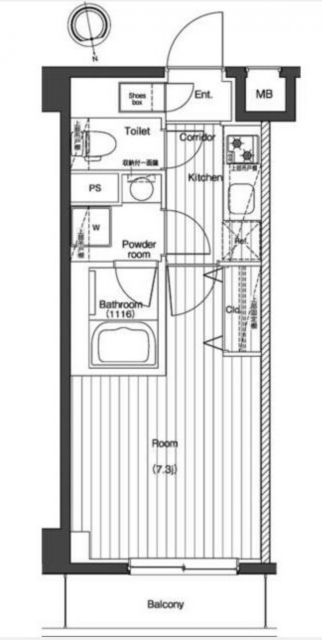 N
Shoes
box
Ent.
MB
Toilet
Corridor
上部吊戸棚
収納付一面鏡
Kitchen
PS
W
Powder
room
Ref.
Bathroom
(1116)
Clo
Room
(7.3j)
Balcony